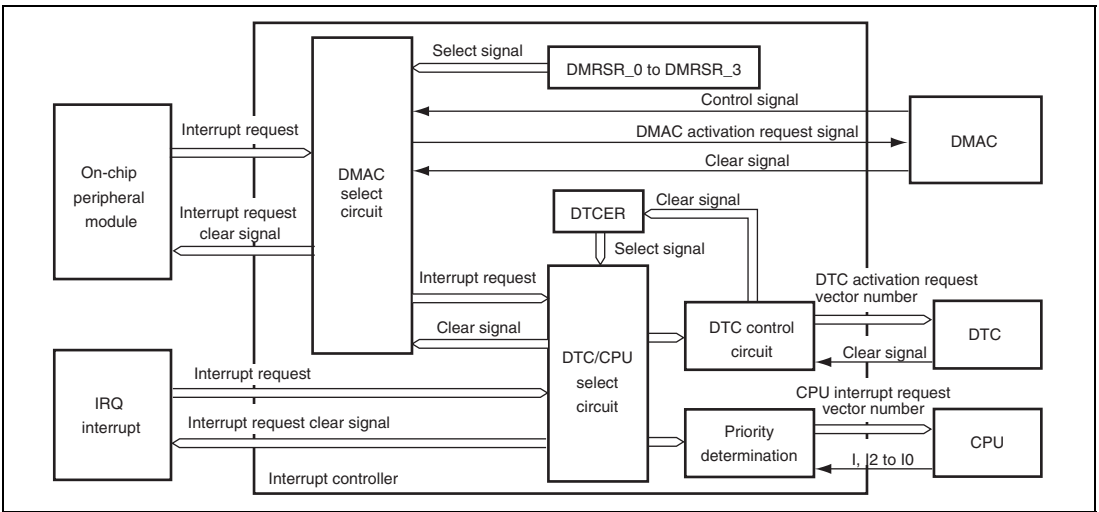 Select signal
DMRSR_0 to DMRSR_3
Control signal
Interrupt request
DMAC activation request signal
DMAC
On-chip
peripheral
module
DMAC
select
circuit
Clear signal
Interrupt request
clear signal
DTCER
Clear signal
Select signal
Interrupt request
DTC activation request
vector number
Clear signal
DTC/CPU
select
circuit
DTC control
circuit
DTC
Clear signal
IRQ
interrupt
Interrupt request
CPU interrupt request
vector number
Interrupt request clear signal
Priority
determination
CPU
I, I2 to I0
Interrupt controller